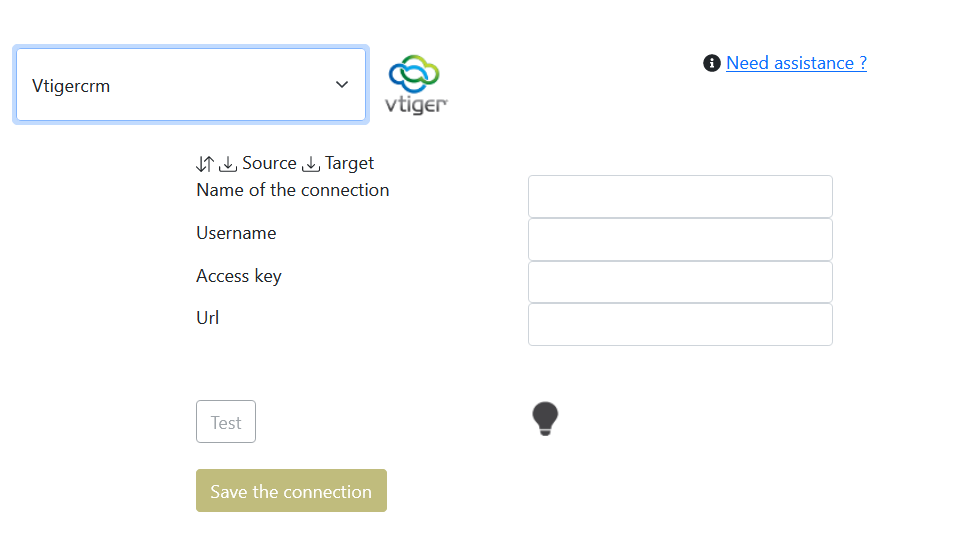 Vtigercrm
vtiger
Need assistance ?
Source Target
Name of the connection
Username
Access key
Url
Test
Save the connection